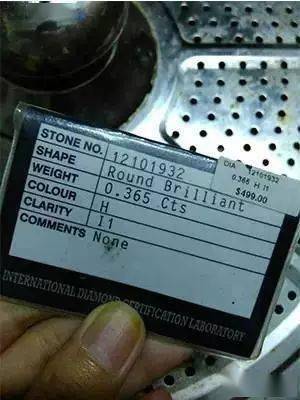 STONE NO. 12101932
SHAPE Round Brilliant
WEIGHT 0.365 Cts
COLOUR H
CLARITY I1
COMMENTS None
INTERNATIONAL DIAMOND CERTIFICATION LABORATORY
DIA 12101932
0.365 H I1
$499.00